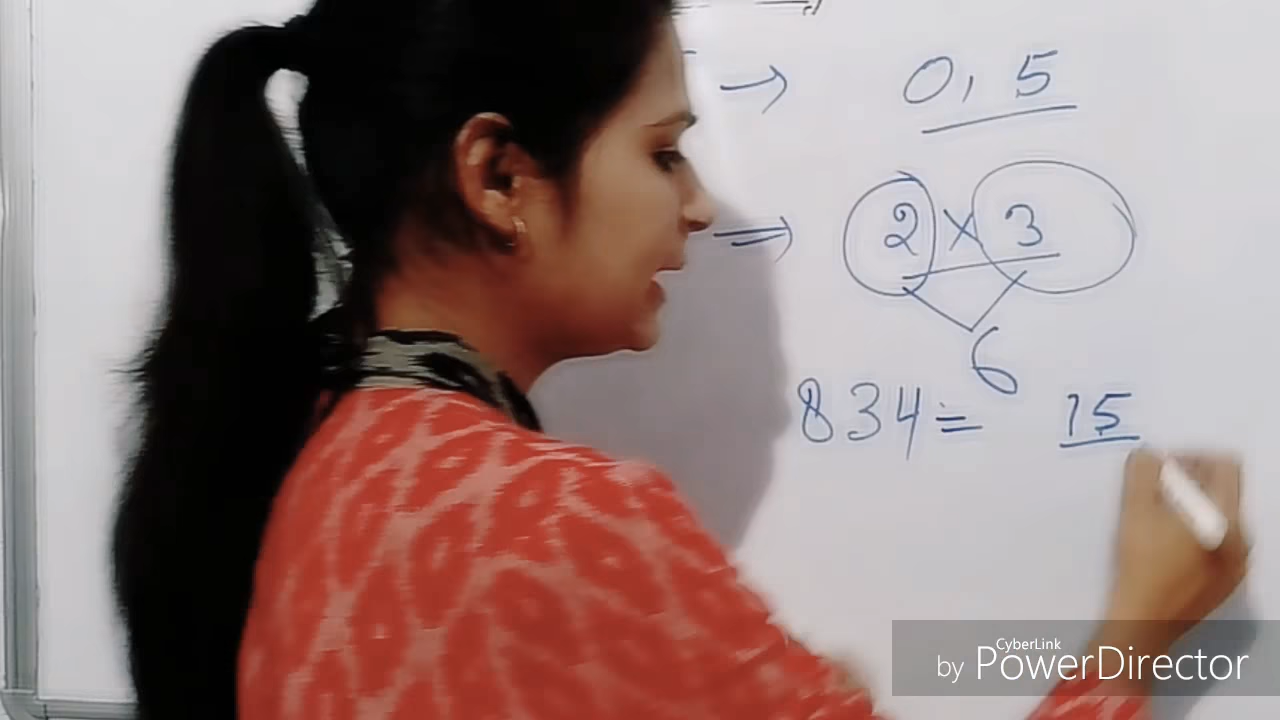 → 0, 5
⇒ 2 × 3
6
834 = 15
CyberLink
by PowerDirector